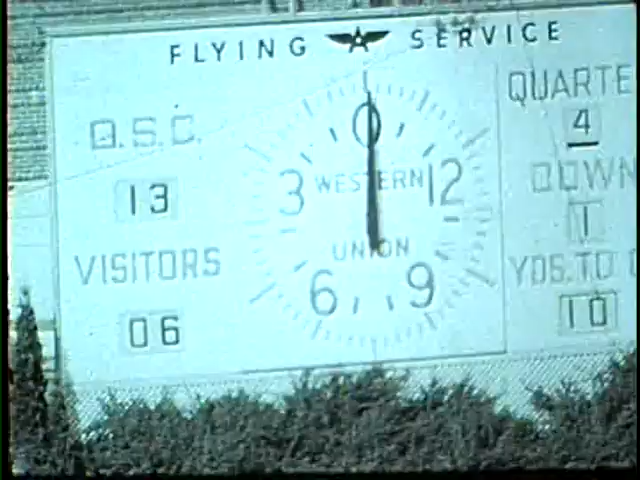 FLYING SERVICE
O.S.C.
13
VISITORS
06
0
3
12
WESTERN
UNION
6
9
QUARTE
4
DOWN
1
YDS. TO
10